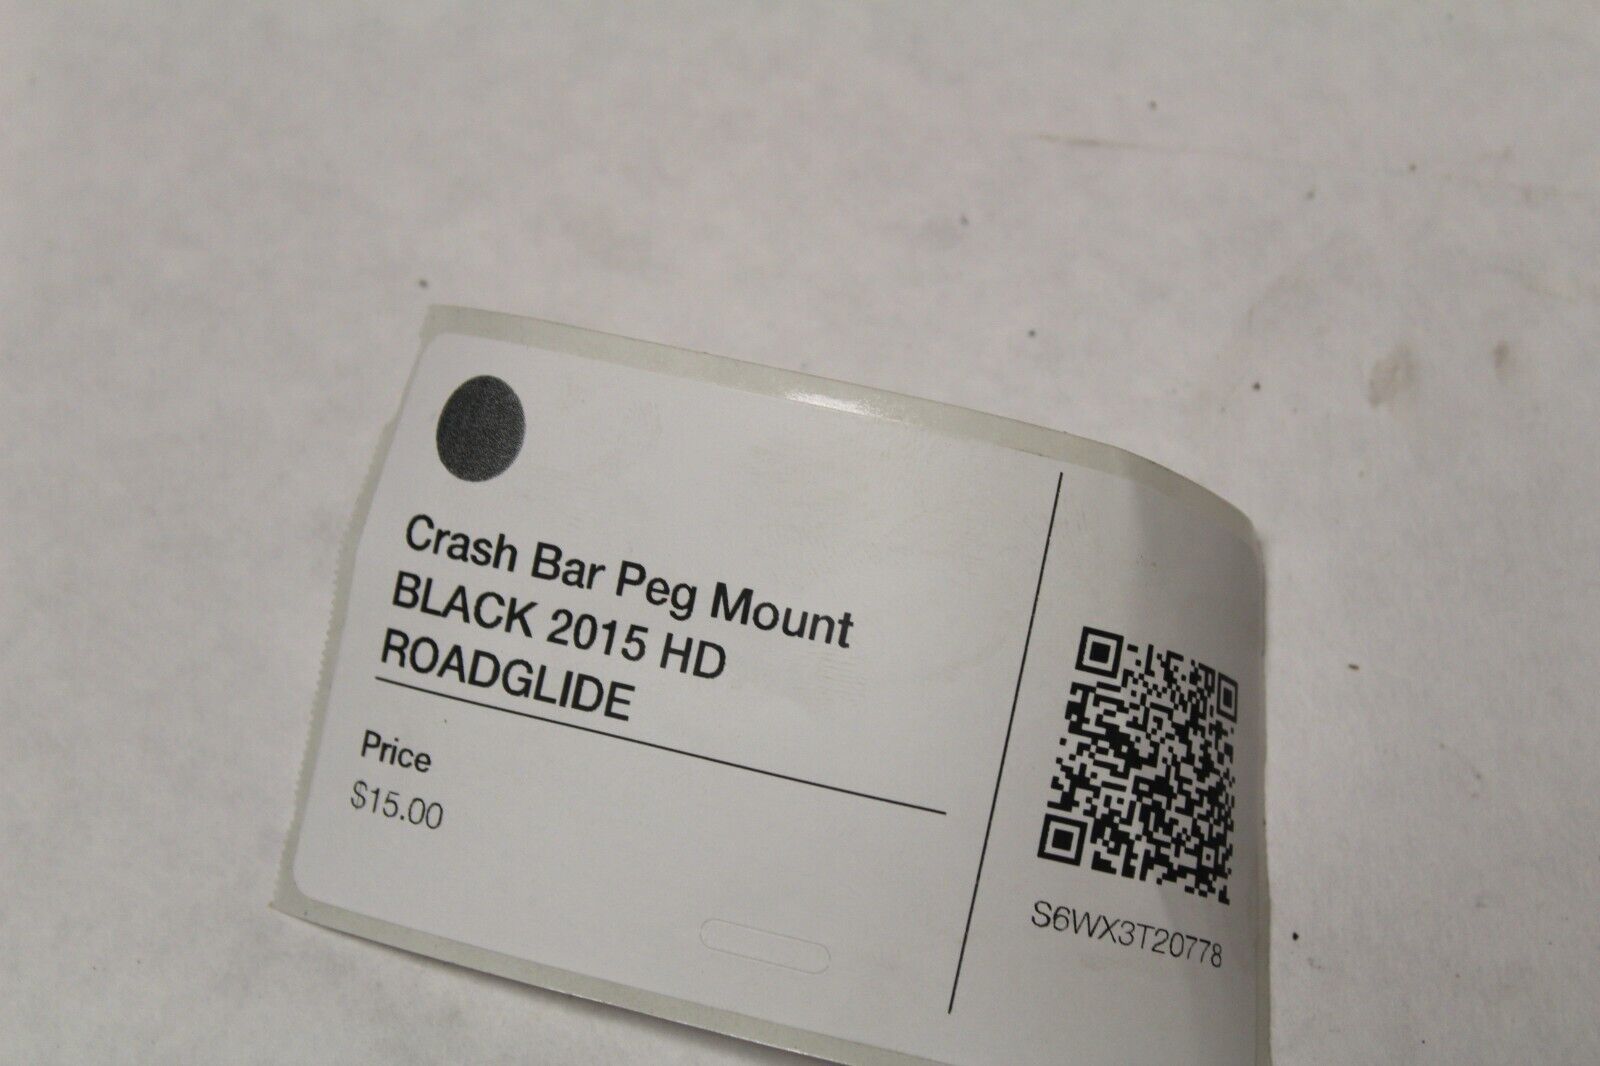 Crash Bar Peg Mount
BLACK 2015 HD
ROADGLIDE
Price
$15.00
S6WX3T20778